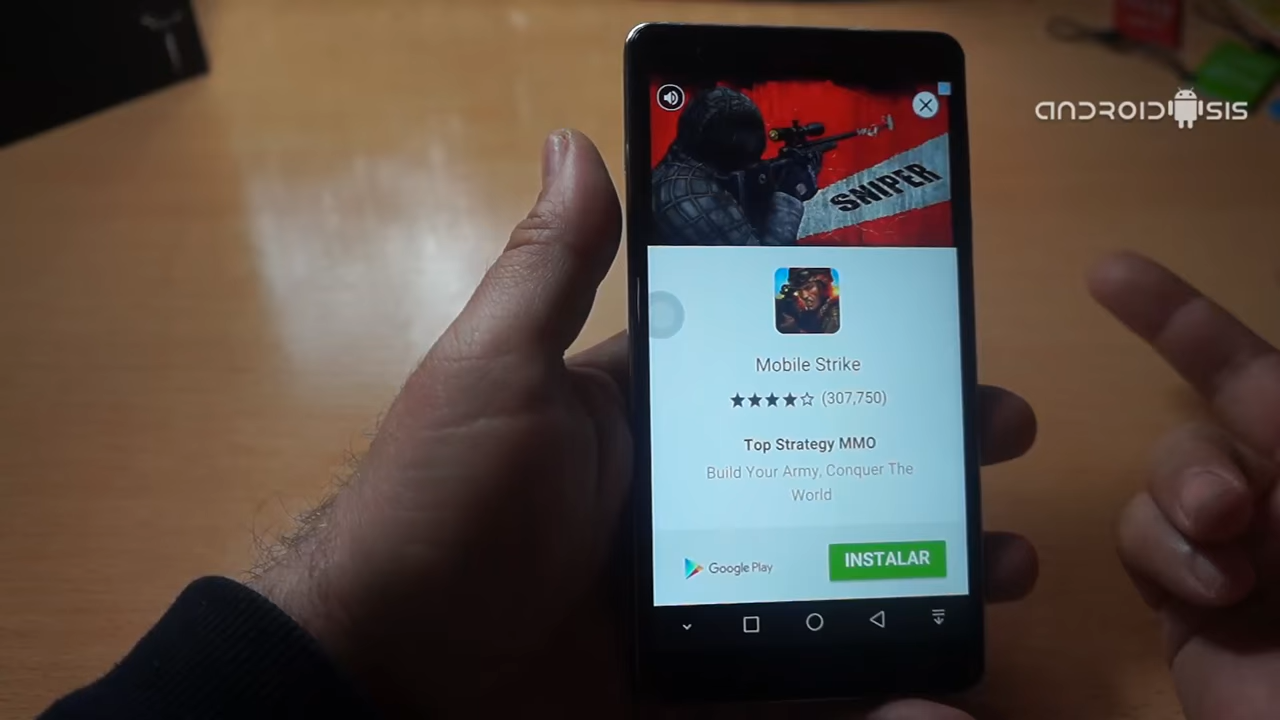 ANDROIDSIS
SNIPER
Mobile Strike
(307,750)
Top Strategy MMO
Build Your Army, Conquer The
World
Google Play
INSTALAR